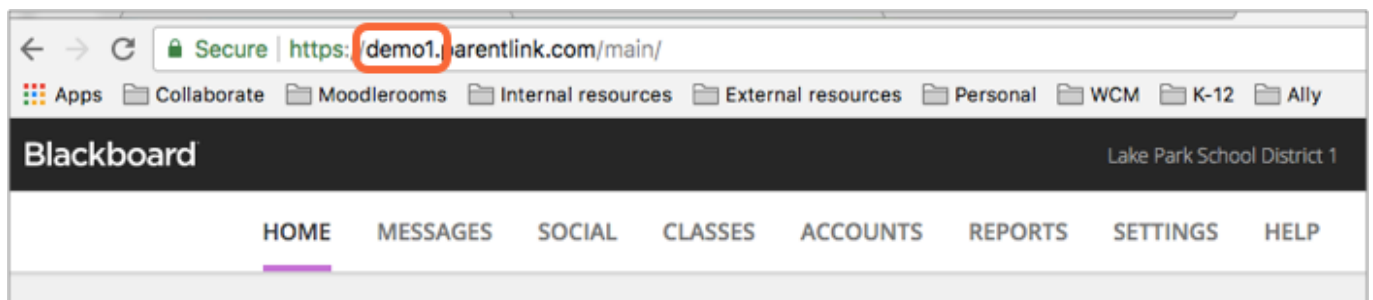 Secure | https://demo1.parentlink.com/main/
Apps Collaborate Moodlerooms Internal resources External resources Personal WCM K-12 Ally
Blackboard Lake Park School District 1
HOME MESSAGES SOCIAL CLASSES ACCOUNTS REPORTS SETTINGS HELP